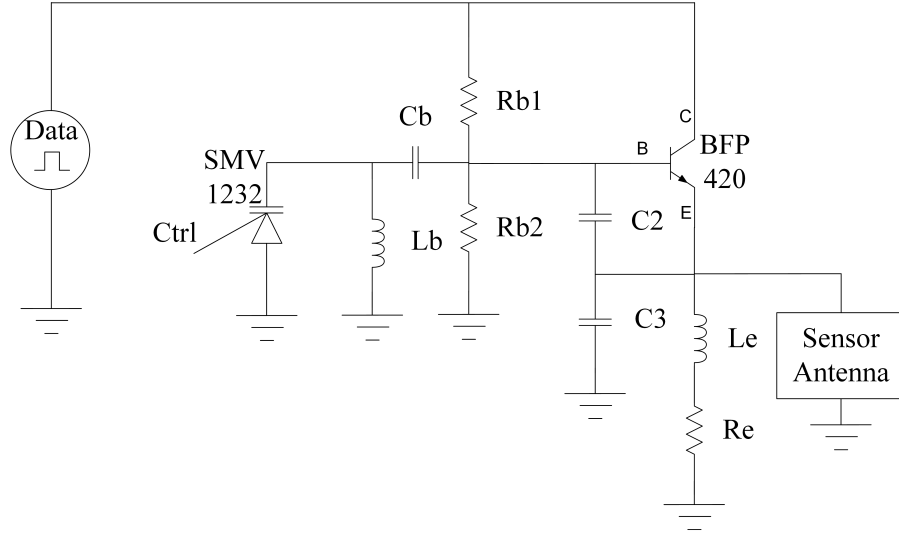 Data
Rb1
Cb
C
SMV
1232
B
BFP
420
Ctrl
Lb
Rb2
C2
E
C3
Le
Sensor
Antenna
Re